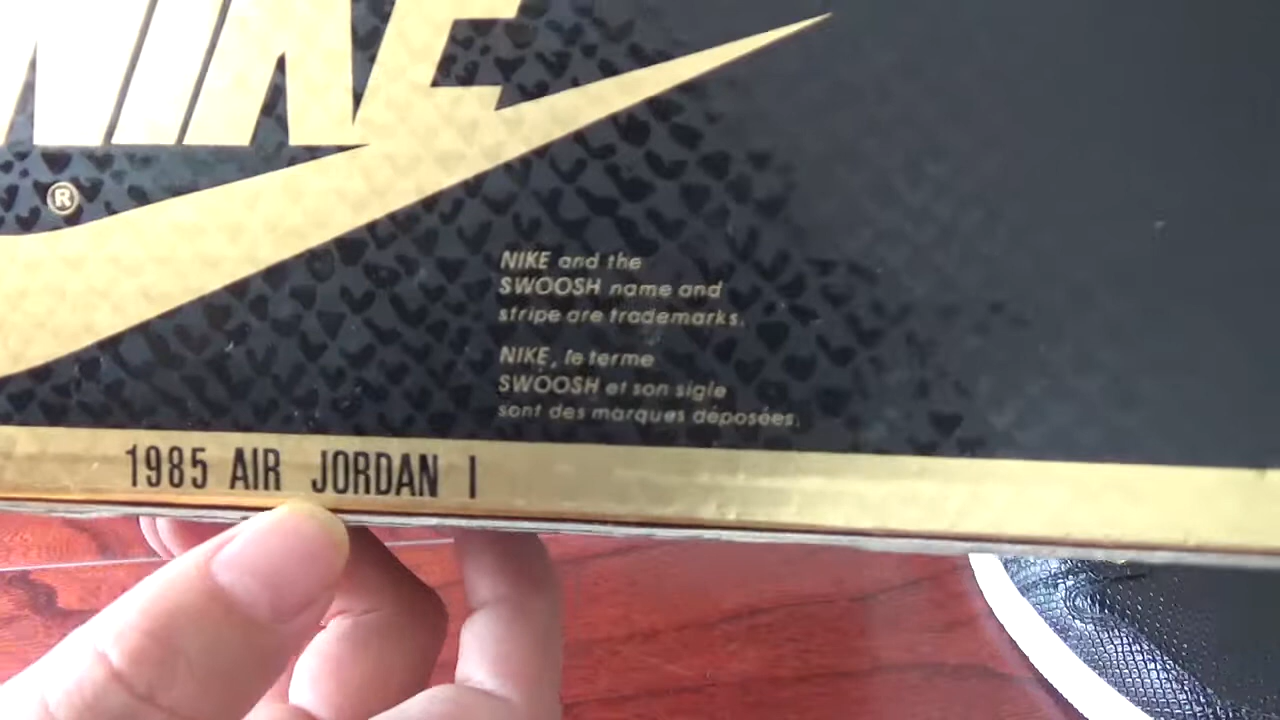 NIKE
®
NIKE and the
SWOOSH name and
stripe are trademarks.
NIKE, le terme
SWOOSH et son sigle
sont des marques déposées.
1985 AIR JORDAN I